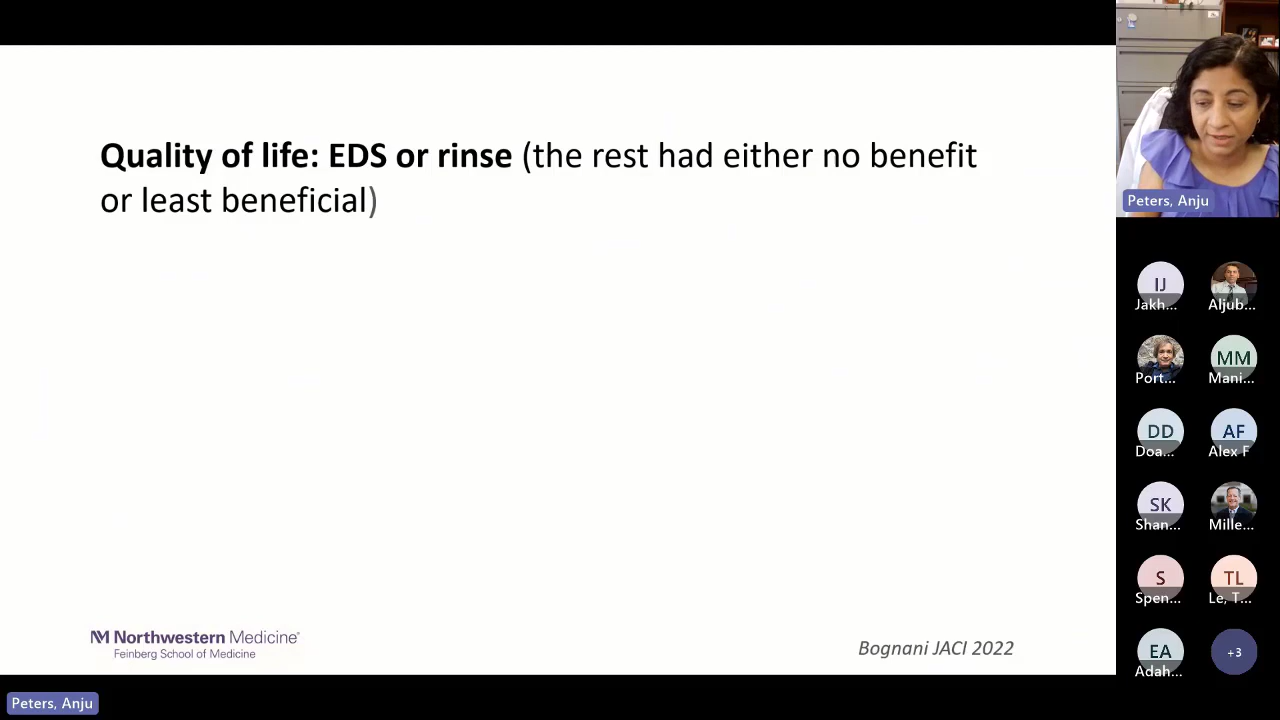 Quality of life: EDS or rinse (the rest had either no benefit
or least beneficial)
Northwestern Medicine®
Feinberg School of Medicine
Bognani JACI 2022
Peters, Anju
IJ
Jakh...
Aljub...
Port...
MM
Mani...
DD
Doa...
AF
Alex F
SK
Shan...
Mille...
S
Spen...
TL
Le, T...
EA
Adah...
+3
Peters, Anju